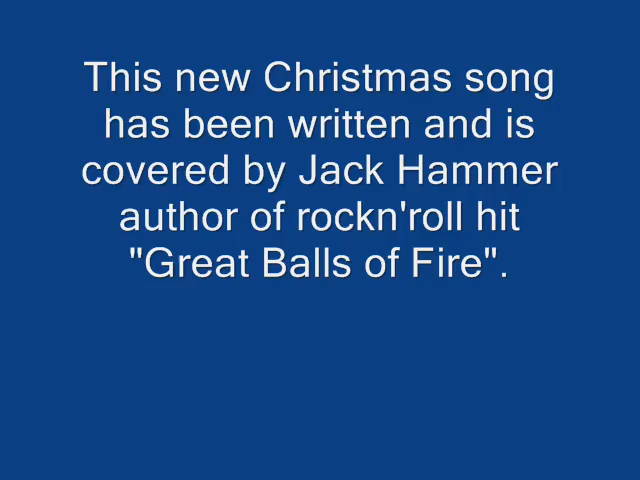 This new Christmas song
has been written and is
covered by Jack Hammer
author of rockn'roll hit
"Great Balls of Fire".